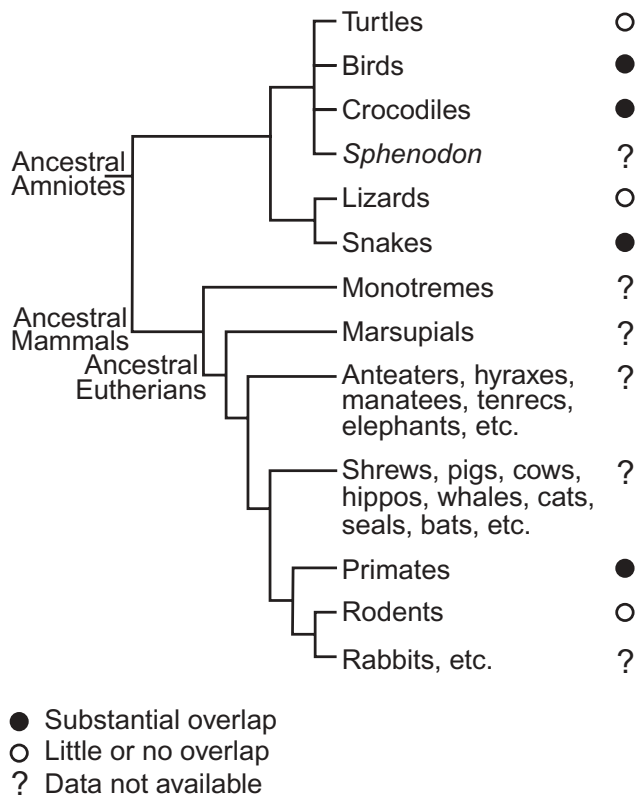 Turtles
Birds
Crocodiles
Sphenodon ?
Ancestral
Amniotes
Lizards
Snakes
Monotremes ?
Ancestral
Mammals
Marsupials ?
Ancestral
Eutherians
Anteaters, hyraxes, ?
manatees, tenrecs,
elephants, etc.
Shrews, pigs, cows, ?
hippos, whales, cats,
seals, bats, etc.
Primates
Rodents
Rabbits, etc. ?
Substantial overlap
Little or no overlap
? Data not available